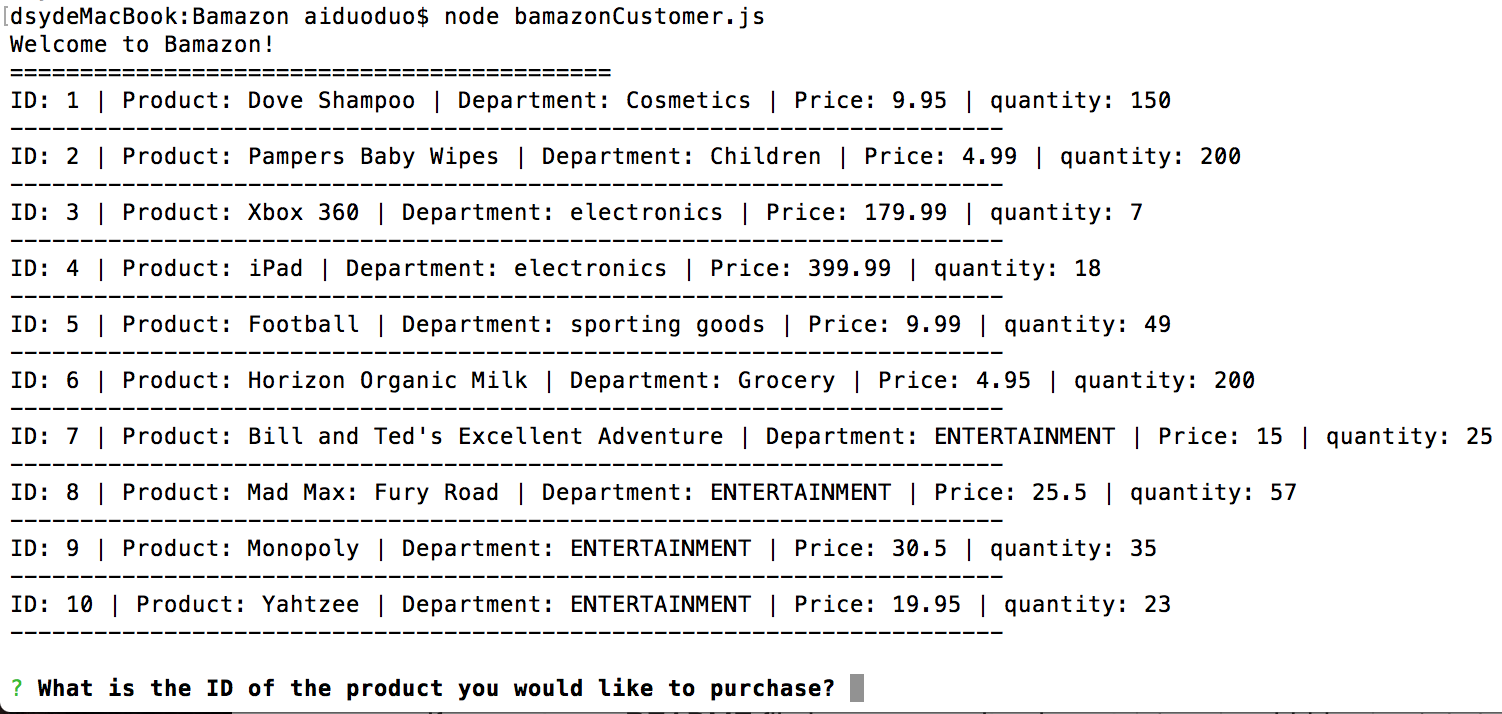 dsydeMacBook:Bamazon aiduoduo$ node bamazonCustomer.js
Welcome to Bamazon!
===========================================
ID: 1 | Product: Dove Shampoo | Department: Cosmetics | Price: 9.95 | quantity: 150
-----------------------------------------------------------------------
ID: 2 | Product: Pampers Baby Wipes | Department: Children | Price: 4.99 | quantity: 200
-----------------------------------------------------------------------
ID: 3 | Product: Xbox 360 | Department: electronics | Price: 179.99 | quantity: 7
-----------------------------------------------------------------------
ID: 4 | Product: iPad | Department: electronics | Price: 399.99 | quantity: 18
-----------------------------------------------------------------------
ID: 5 | Product: Football | Department: sporting goods | Price: 9.99 | quantity: 49
-----------------------------------------------------------------------
ID: 6 | Product: Horizon Organic Milk | Department: Grocery | Price: 4.95 | quantity: 200
-----------------------------------------------------------------------
ID: 7 | Product: Bill and Ted's Excellent Adventure | Department: ENTERTAINMENT | Price: 15 | quantity: 25
-----------------------------------------------------------------------
ID: 8 | Product: Mad Max: Fury Road | Department: ENTERTAINMENT | Price: 25.5 | quantity: 57
-----------------------------------------------------------------------
ID: 9 | Product: Monopoly | Department: ENTERTAINMENT | Price: 30.5 | quantity: 35
-----------------------------------------------------------------------
ID: 10 | Product: Yahtzee | Department: ENTERTAINMENT | Price: 19.95 | quantity: 23
-----------------------------------------------------------------------
? What is the ID of the product you would like to purchase?